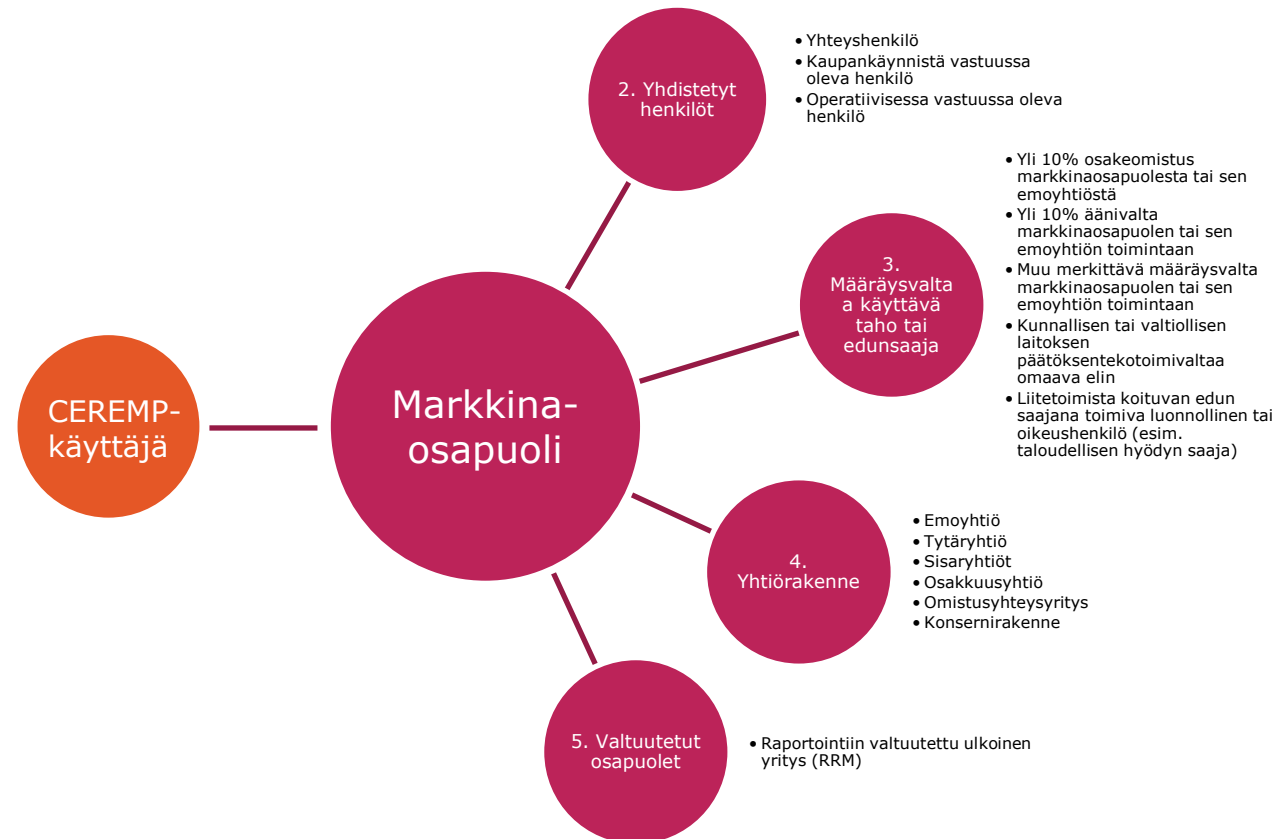 2. Yhdistetyt
henkilöt
• Yhteyshenkilö
• Kaupankäynnistä vastuussa
oleva henkilö
• Operatiivisessa vastuussa oleva
henkilö
3.
Määräysvalta
a käyttävä
taho tai
edunsaaja
• Yli 10% osakeomistus
markkinaosapuolesta tai sen
emoyhtiöstä
• Yli 10% äänivalta
markkinaosapuolen tai sen
emoyhtiön toimintaan
• Muu merkittävä määräysvalta
markkinaosapuolen tai sen
emoyhtiön toimintaan
• Kunnallisen tai valtiollisen
laitoksen
päätöksentekotoimivaltaa
omaava elin
• Liitetoimista koituvan edun
saajana toimiva luonnollinen tai
oikeushenkilö (esim.
taloudellisen hyödyn saaja)
CEREMP-
käyttäjä
Markkina-
osapuoli
4.
Yhtiörakenne
• Emoyhtiö
• Tytäryhtiö
• Sisaryhtiöt
• Osakkuusyhtiö
• Omistusyhteysyritys
• Konsernirakenne
5. Valtuutetut
osapuolet
• Raportointiin valtuutettu ulkoinen
yritys (RRM)